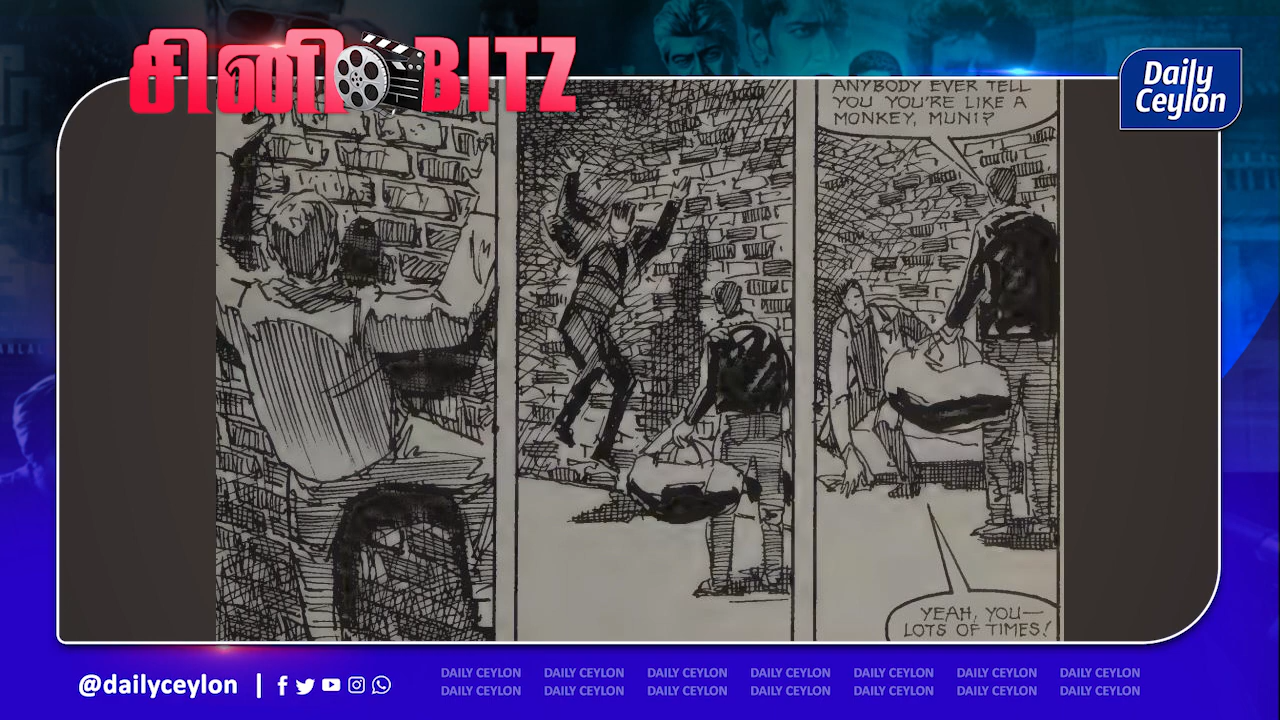 சினி BITZ
Daily
Ceylon
ANYBODY EVER TELL
YOU YOU'RE LIKE A
MONKEY, MUNI?
YEAH, YOU—
LOTS OF TIMES!
@dailyceylon |
DAILY CEYLON DAILY CEYLON DAILY CEYLON DAILY CEYLON DAILY CEYLON DAILY CEYLON DAILY CEYLON
DAILY CEYLON DAILY CEYLON DAILY CEYLON DAILY CEYLON DAILY CEYLON DAILY CEYLON DAILY CEYLON